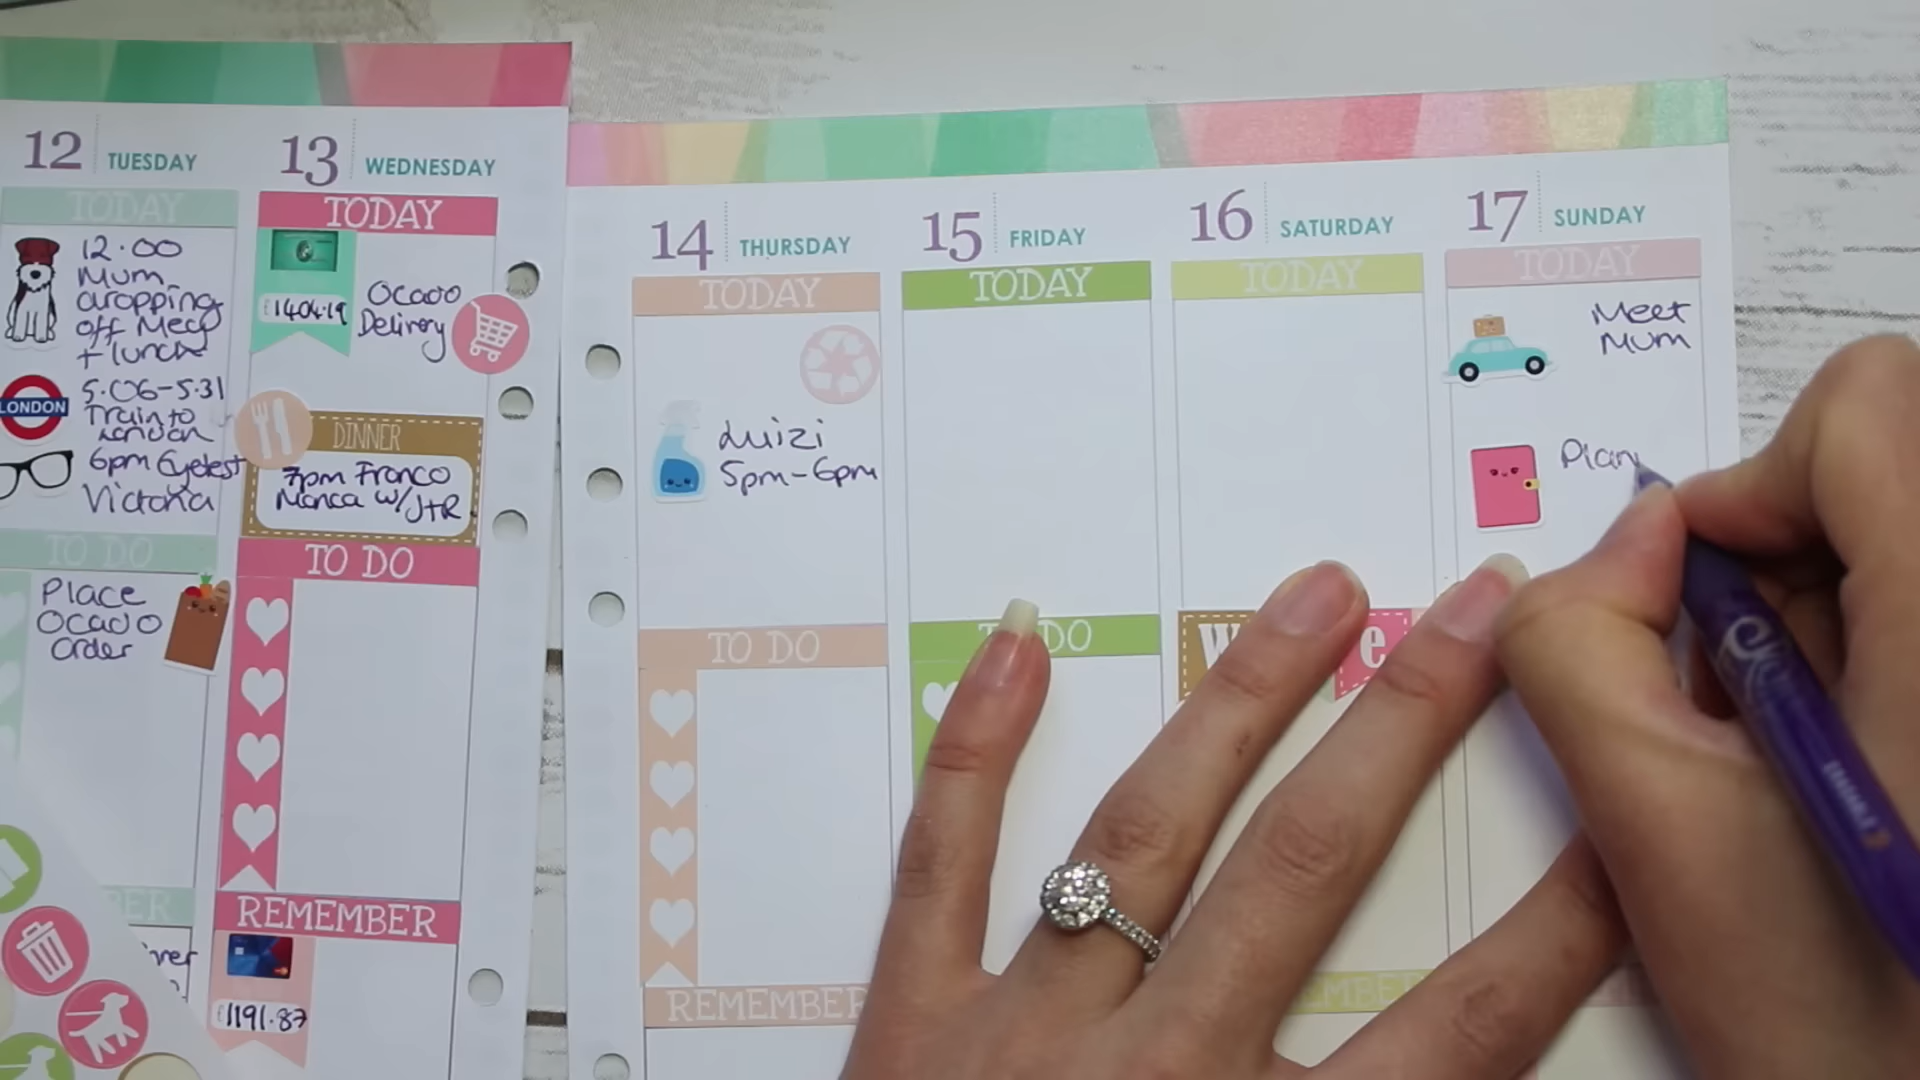 12 TUESDAY
TODAY
12.00
Mum
dropping
off Meg
+ lunch
LONDON
5.06-5.31
Train to
London
6pm Eyetest
Victoria
TO DO
Place
Ocado
Order
13 WEDNESDAY
TODAY
£1404.19
Ocado
Delivery
DINNER
7pm Franco
Manca w/ J+R
TO DO
REMEMBER
£1191.87
14 THURSDAY
TODAY
Luizi
5pm-6pm
TO DO
REMEMBER
15 FRIDAY
TODAY
TO DO
16 SATURDAY
TODAY
17 SUNDAY
TODAY
Meet
Mum
Plan